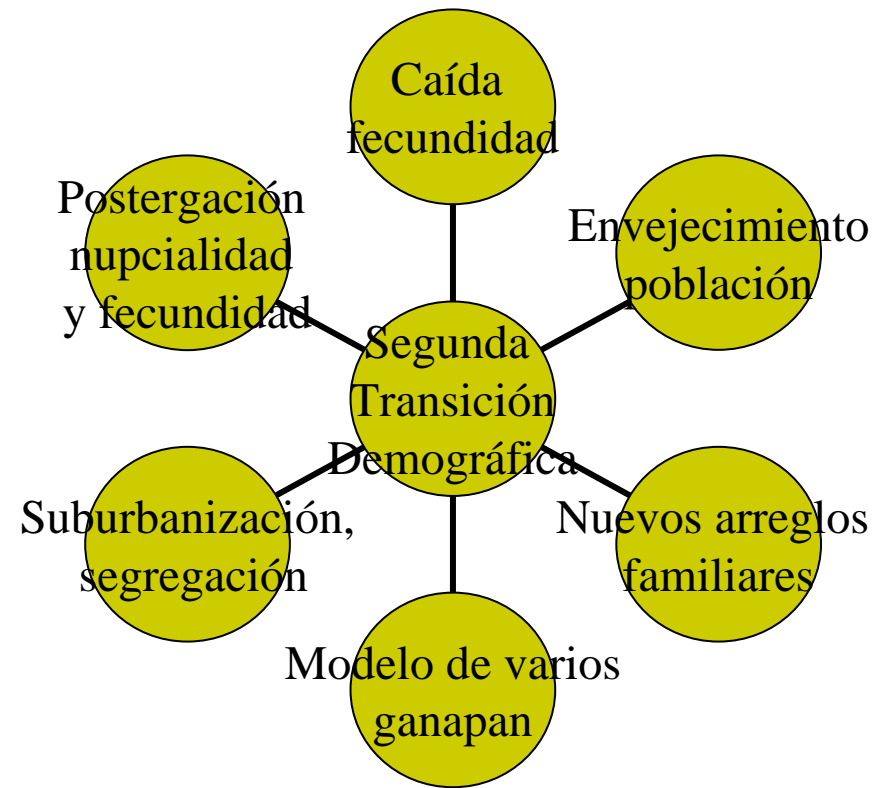 Caída
fecundidad
Postergación
nupcialidad
y fecundidad
Envejecimiento
población
Segunda
Transición
Demográfica
Suburbanización,
segregación
Nuevos arreglos
familiares
Modelo de varios
ganapan